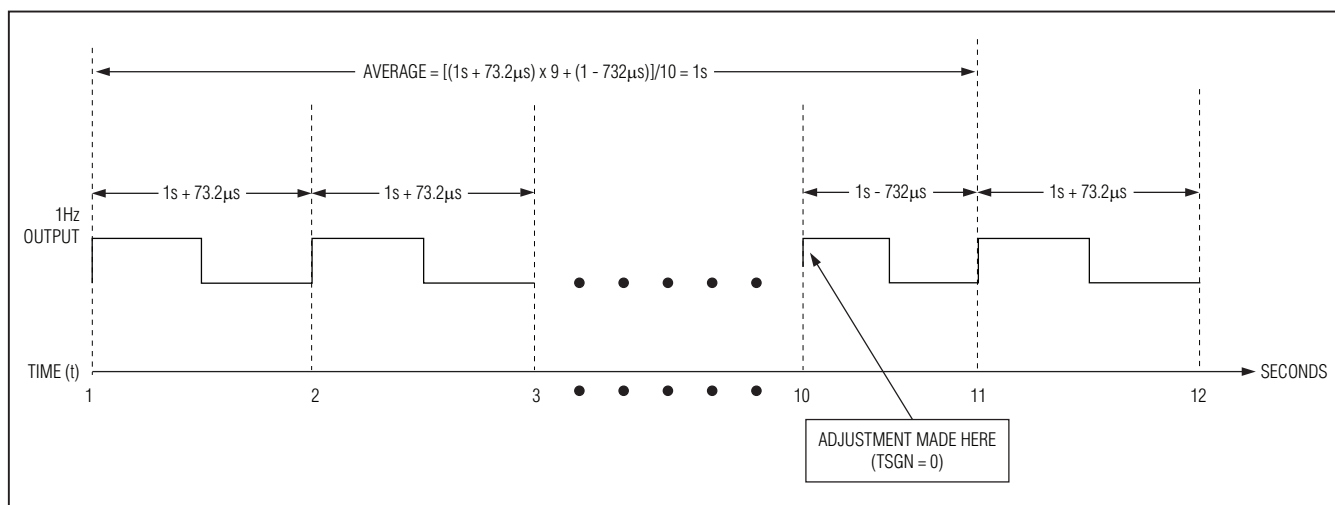 AVERAGE = [(1s + 73.2μs) x 9 + (1 - 732μs)]/10 = 1s
1s + 73.2μs
1s + 73.2μs
1s - 732μs
1s + 73.2μs
1Hz
OUTPUT
TIME (t)
SECONDS
1
2
3
10
11
12
ADJUSTMENT MADE HERE
(TSGN = 0)